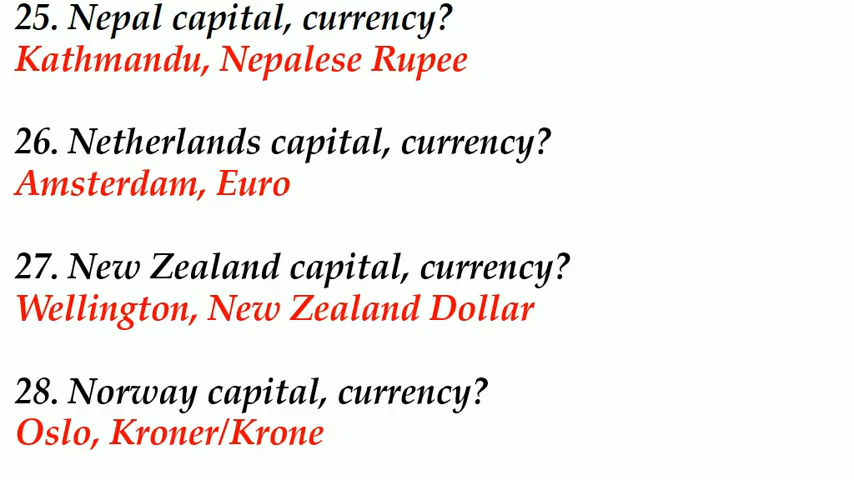 25. Nepal capital, currency?
Kathmandu, Nepalese Rupee
26. Netherlands capital, currency?
Amsterdam, Euro
27. New Zealand capital, currency?
Wellington, New Zealand Dollar
28. Norway capital, currency?
Oslo, Kroner/Krone